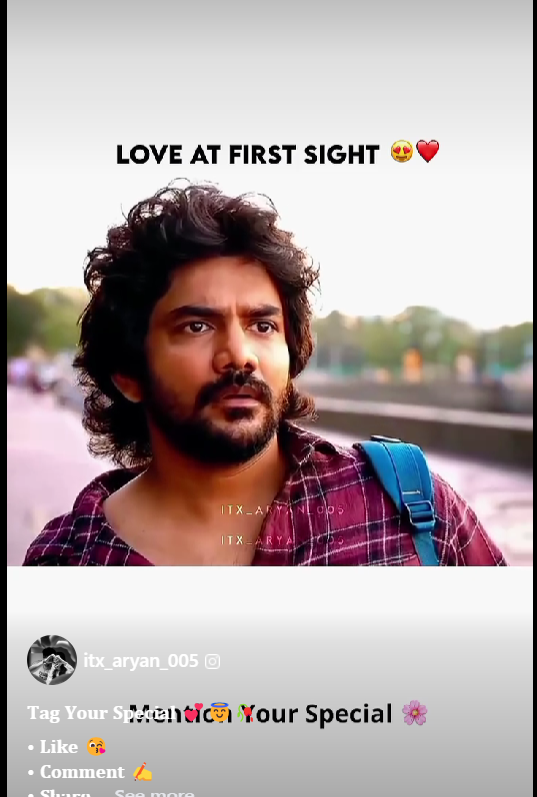 LOVE AT FIRST SIGHT 😍❤️
ITX_ARYAN_005
ITX_ARYAN_005
itx_aryan_005
Tag Your Special 💕😇🥀
Mention Your Special 🌸
• Like 😘
• Comment ✍️
• Share... See more